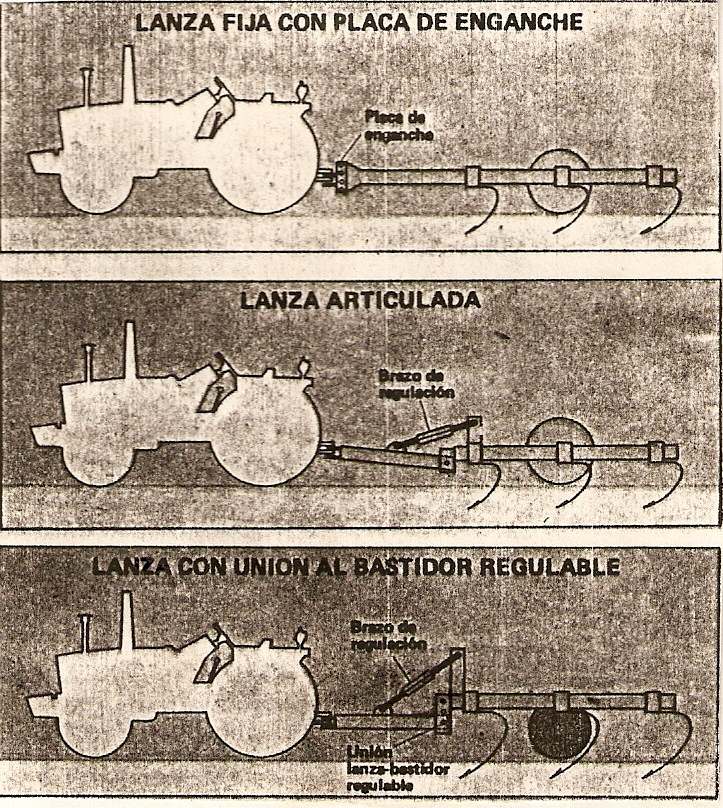 LANZA FIJA CON PLACA DE ENGANCHE
Placa de
enganche
LANZA ARTICULADA
Brazo de
regulación
LANZA CON UNION AL BASTIDOR REGULABLE
Brazo de
regulación
Unión
lanza-bastidor
regulable